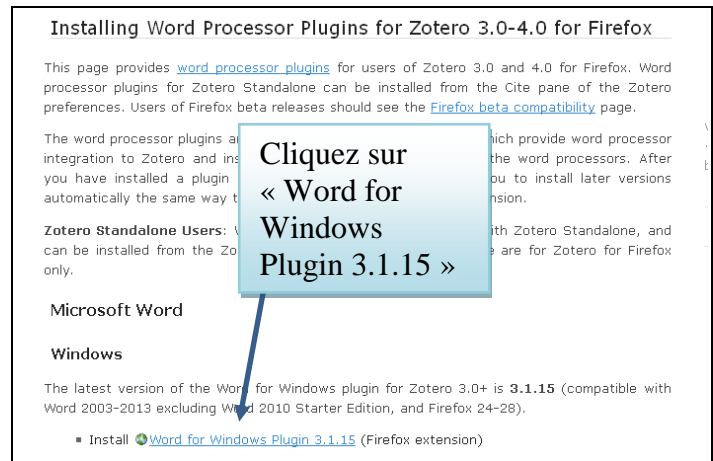 Installing Word Processor Plugins for Zotero 3.0-4.0 for Firefox
This page provides word processor plugins for users of Zotero 3.0 and 4.0 for Firefox. Word
processor plugins for Zotero Standalone can be installed from the Cite pane of the Zotero
preferences. Users of Firefox beta releases should see the Firefox beta compatibility page.
The word processor plugins which provide word processor
integration to Zotero and the word processors. After
you have installed a plugin you to install later versions
automatically the same way
Zotero Standalone Users: with Zotero Standalone, and
can be installed from the are for Zotero for Firefox
only.
Cliquez sur
« Word for
Windows
Plugin 3.1.15 »
Microsoft Word
Windows
The latest version of the Word for Windows plugin for Zotero 3.0+ is 3.1.15 (compatible with
Word 2003-2013 excluding Word 2010 Starter Edition, and Firefox 24-28).
▪ Install Word for Windows Plugin 3.1.15 (Firefox extension)